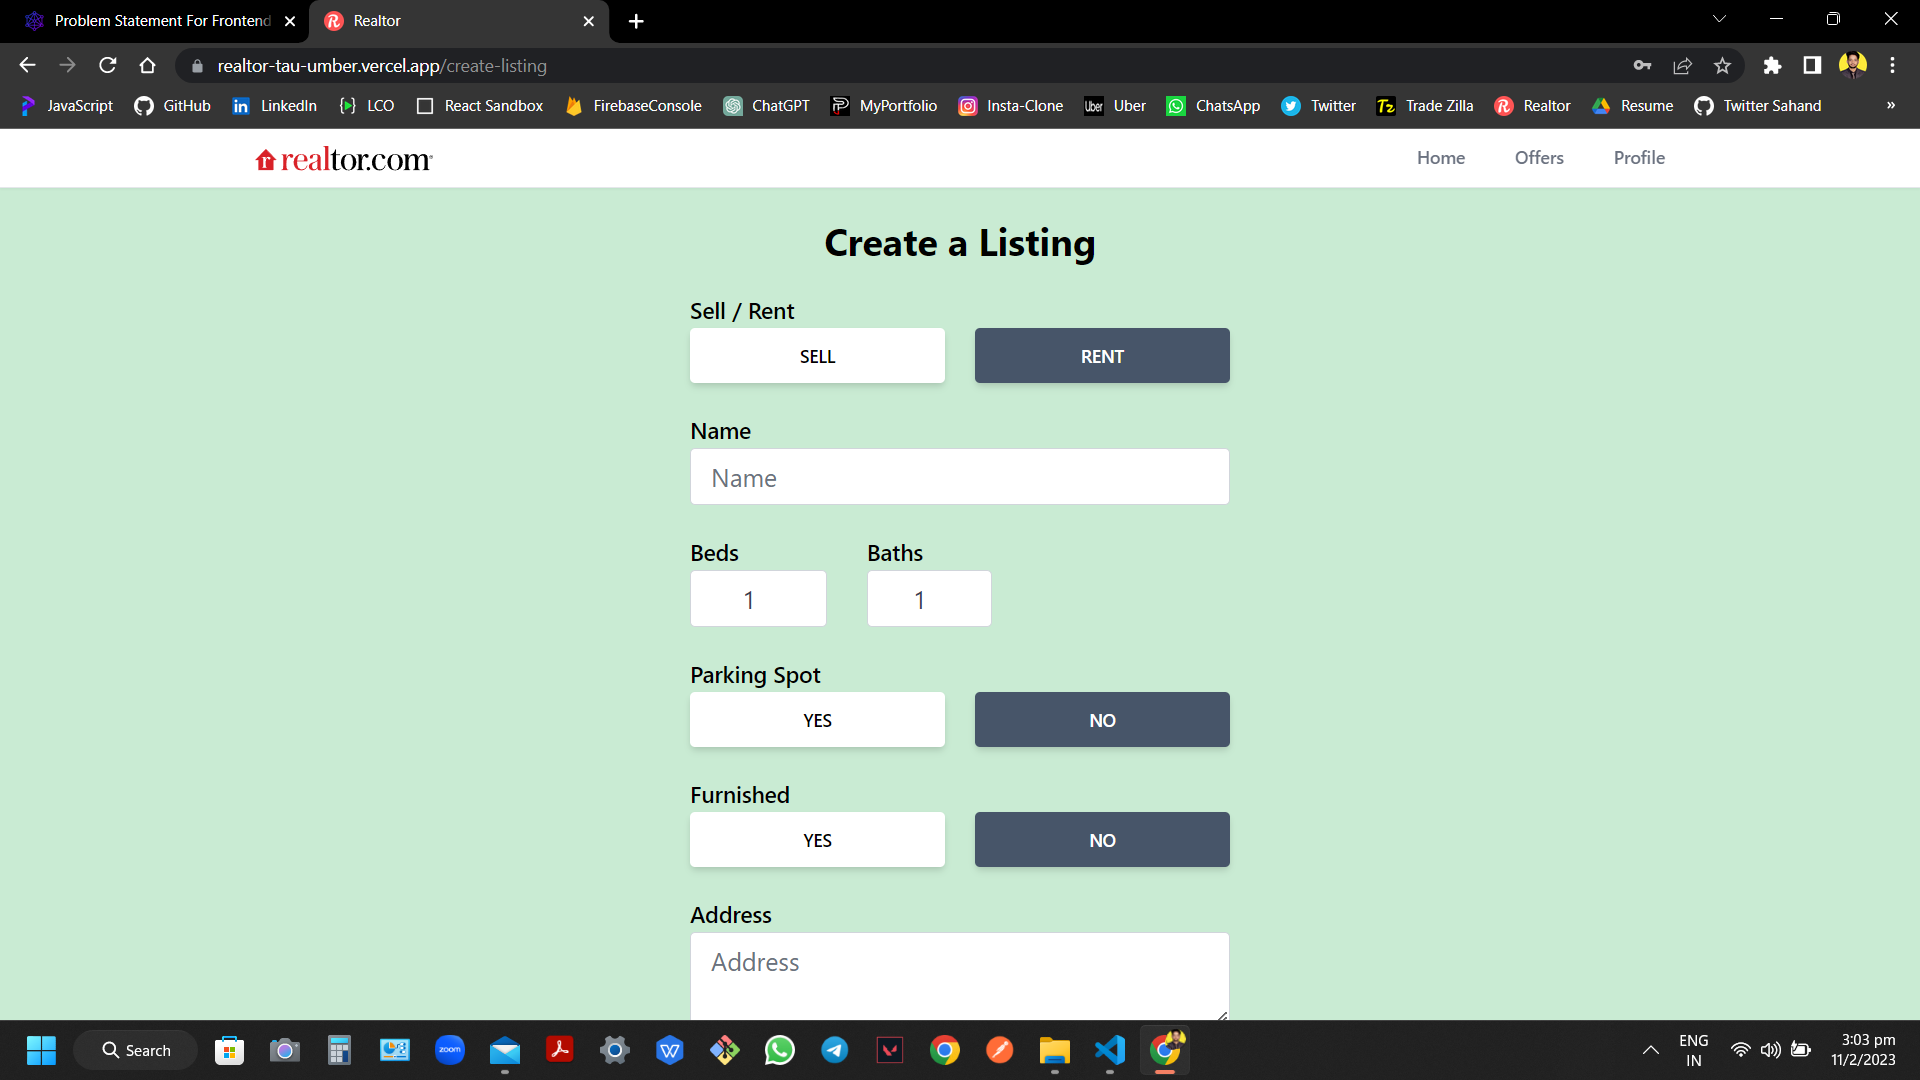 Problem Statement For Frontend
Realtor
realtor-tau-umber.vercel.app/create-listing
JavaScript GitHub LinkedIn LCO React Sandbox FirebaseConsole ChatGPT MyPortfolio Insta-Clone Uber Uber ChatsApp Twitter Tz Trade Zilla Realtor Resume Twitter Sahand »
realtor.com®
Home Offers Profile
Create a Listing
Sell / Rent
SELL RENT
Name
Name
Beds Baths
1 1
Parking Spot
YES NO
Furnished
YES NO
Address
Address
Search
zoom
ENG
IN
3:03 pm
11/2/2023